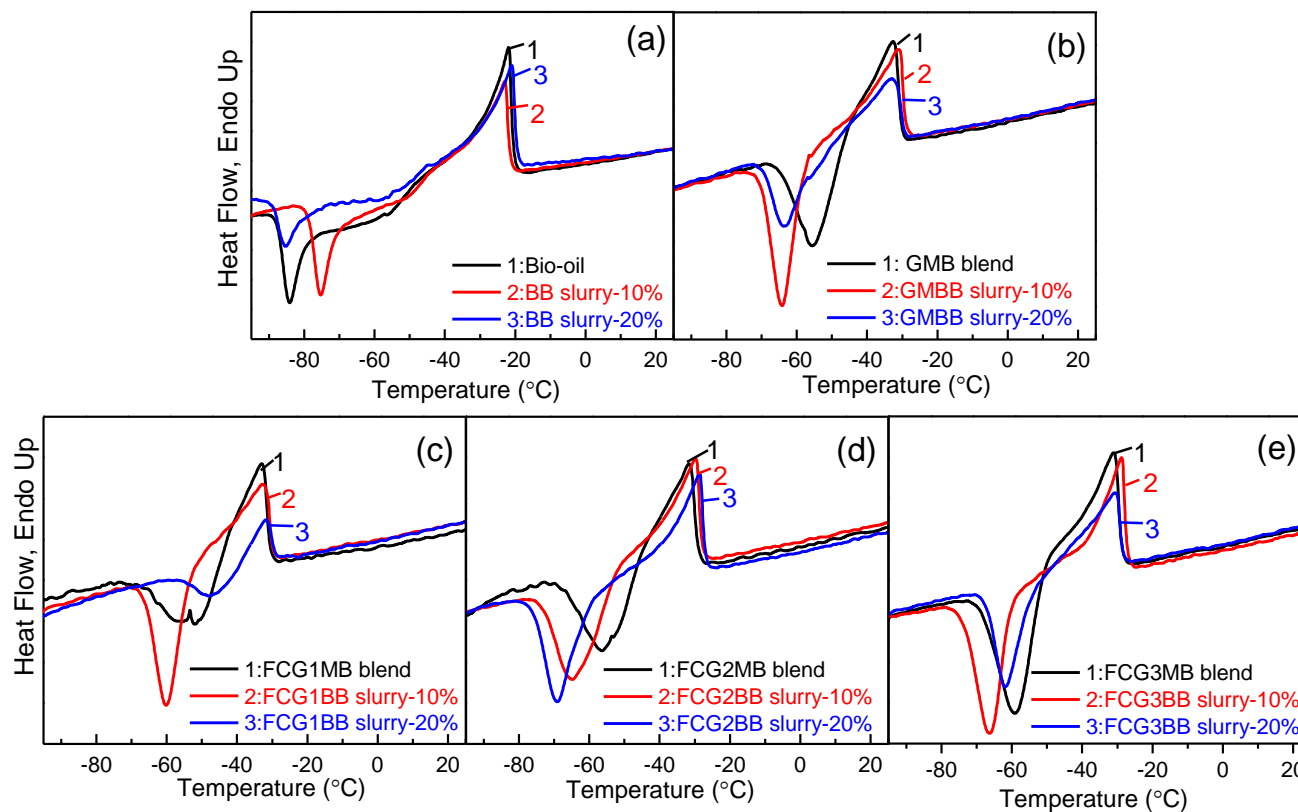 Heat Flow, Endo Up
(a)
1
3
2
1:Bio-oil
2:BB slurry-10%
3:BB slurry-20%
-80 -60 -40 -20 0 20
Temperature (°C)
(b)
1
2
3
1: GMB blend
2:GMBB slurry-10%
3:GMBB slurry-20%
-80 -60 -40 -20 0 20
Temperature (°C)
Heat Flow, Endo Up
(c)
1
2
3
1:FCG1MB blend
2:FCG1BB slurry-10%
3:FCG1BB slurry-20%
-80 -60 -40 -20 0 20
Temperature (°C)
(d)
1
2
3
1:FCG2MB blend
2:FCG2BB slurry-10%
3:FCG2BB slurry-20%
-80 -60 -40 -20 0 20
Temperature (°C)
(e)
1
2
3
1:FCG3MB blend
2:FCG3BB slurry-10%
3:FCG3BB slurry-20%
-80 -60 -40 -20 0 20
Temperature (°C)